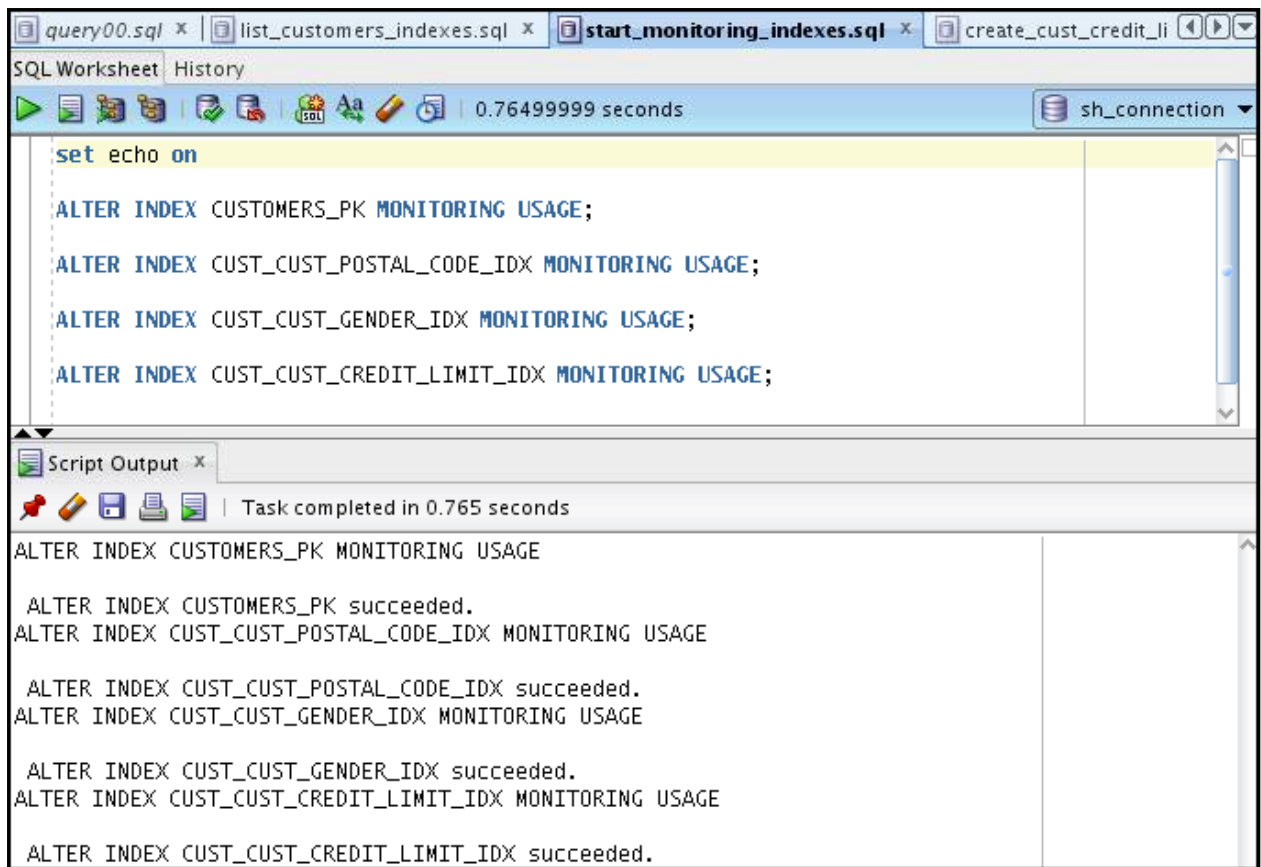 query00.sql x list_customers_indexes.sql x start_monitoring_indexes.sql x create_cust_credit_li
SQL Worksheet History
SQL Aa 0.76499999 seconds sh_connection
set echo on
ALTER INDEX CUSTOMERS_PK MONITORING USAGE;
ALTER INDEX CUST_CUST_POSTAL_CODE_IDX MONITORING USAGE;
ALTER INDEX CUST_CUST_GENDER_IDX MONITORING USAGE;
ALTER INDEX CUST_CUST_CREDIT_LIMIT_IDX MONITORING USAGE;
Script Output x
Task completed in 0.765 seconds
ALTER INDEX CUSTOMERS_PK MONITORING USAGE
ALTER INDEX CUSTOMERS_PK succeeded.
ALTER INDEX CUST_CUST_POSTAL_CODE_IDX MONITORING USAGE
ALTER INDEX CUST_CUST_POSTAL_CODE_IDX succeeded.
ALTER INDEX CUST_CUST_GENDER_IDX MONITORING USAGE
ALTER INDEX CUST_CUST_GENDER_IDX succeeded.
ALTER INDEX CUST_CUST_CREDIT_LIMIT_IDX MONITORING USAGE
ALTER INDEX CUST_CUST_CREDIT_LIMIT_IDX succeeded.